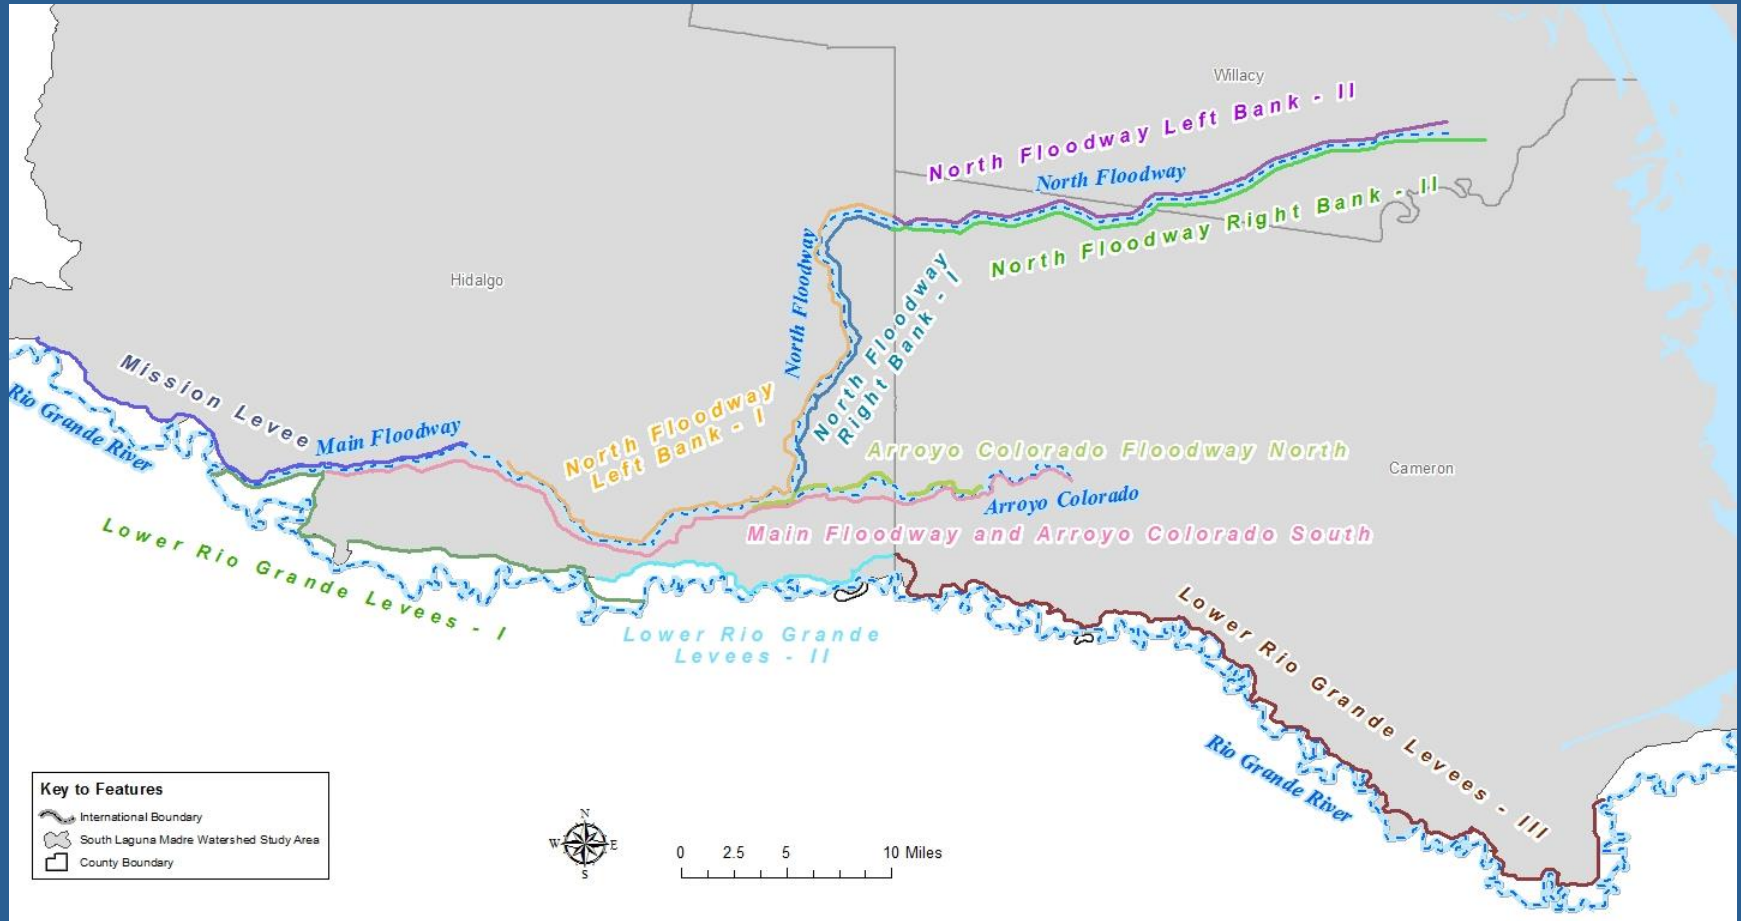 Willacy
North Floodway Left Bank - II
North Floodway
North Floodway Right Bank - II
Hidalgo
North Floodway
North Floodway
Right Bank - I
Mission Levee
Rio Grande River
Main Floodway
North Floodway
Left Bank - I
Arroyo Colorado Floodway North
Cameron
Arroyo Colorado
Main Floodway and Arroyo Colorado South
Lower Rio Grande Levees - I
Lower Rio Grande
Levees - II
Lower Rio Grande Levees - III
Rio Grande River
Key to Features
International Boundary
South Laguna Madre Watershed Study Area
County Boundary
N
W E
S
0 2.5 5 10 Miles